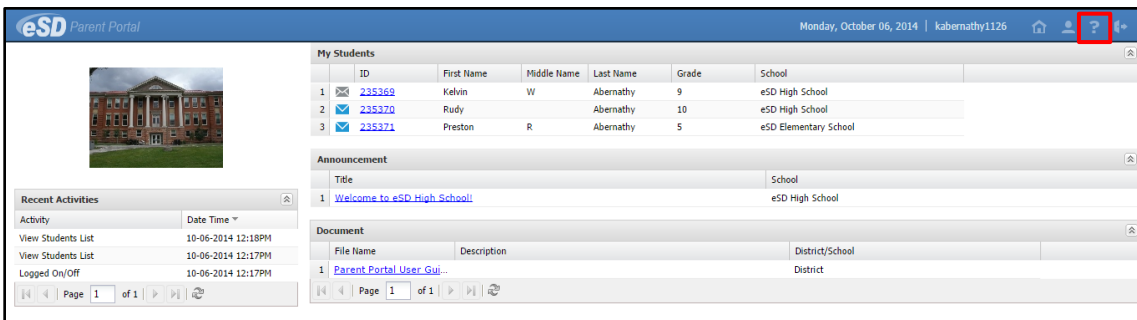 eSD Parent Portal
Monday, October 06, 2014 | kabernathy1126 ?
My Students
ID First Name Middle Name Last Name Grade School
1 235369 Kelvin W Abernathy 9 eSD High School
2 235370 Rudy Abernathy 10 eSD High School
3 235371 Preston R Abernathy 5 eSD Elementary School
Announcement
Title School
1 Welcome to eSD High School! eSD High School
Recent Activities
Activity Date Time
View Students List 10-06-2014 12:18PM
View Students List 10-06-2014 12:17PM
Logged On/Off 10-06-2014 12:17PM
Page 1 of 1
Document
File Name Description District/School
1 Parent Portal User Gui... District
Page 1 of 1